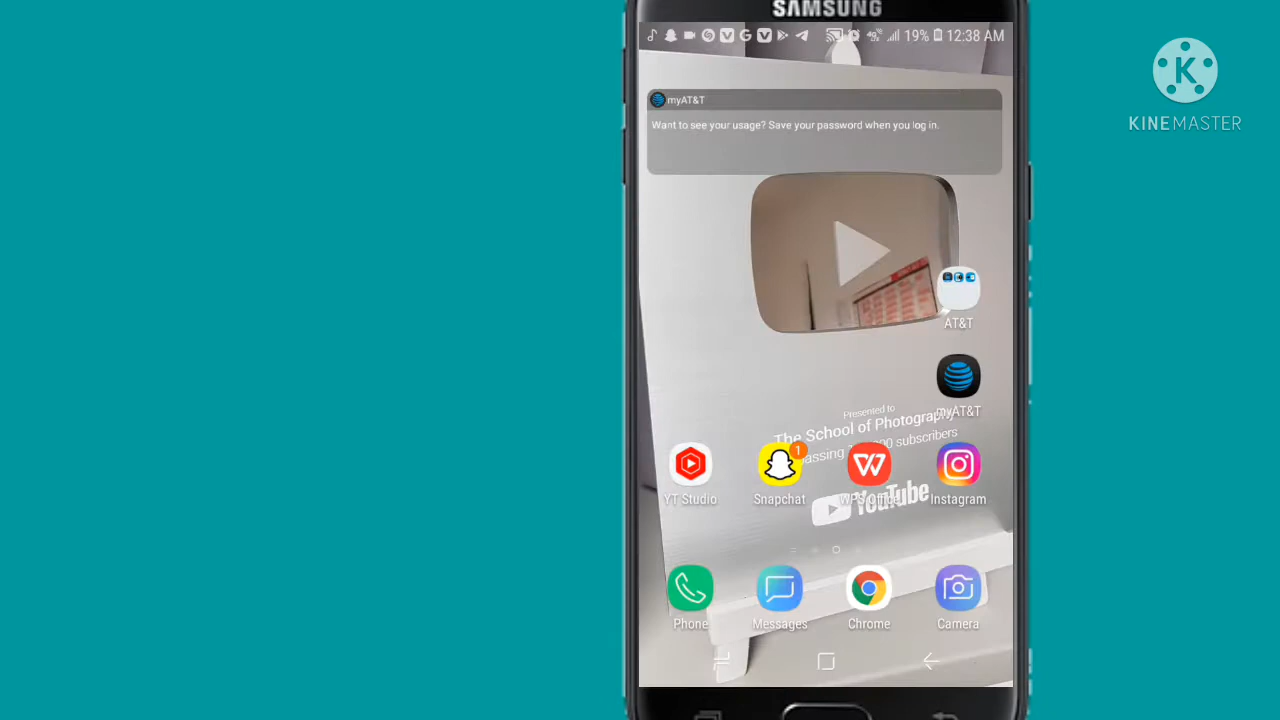 SAMSUNG
19% 12:38 AM
K
KINEMASTER
myAT&T
Want to see your usage? Save your password when you log in.
AT&T
myAT&T
Presented to
The School of Photography
passing subscribers
YouTube
YT Studio
Snapchat
1
WPS Office
Instagram
Phone
Messages
Chrome
Camera